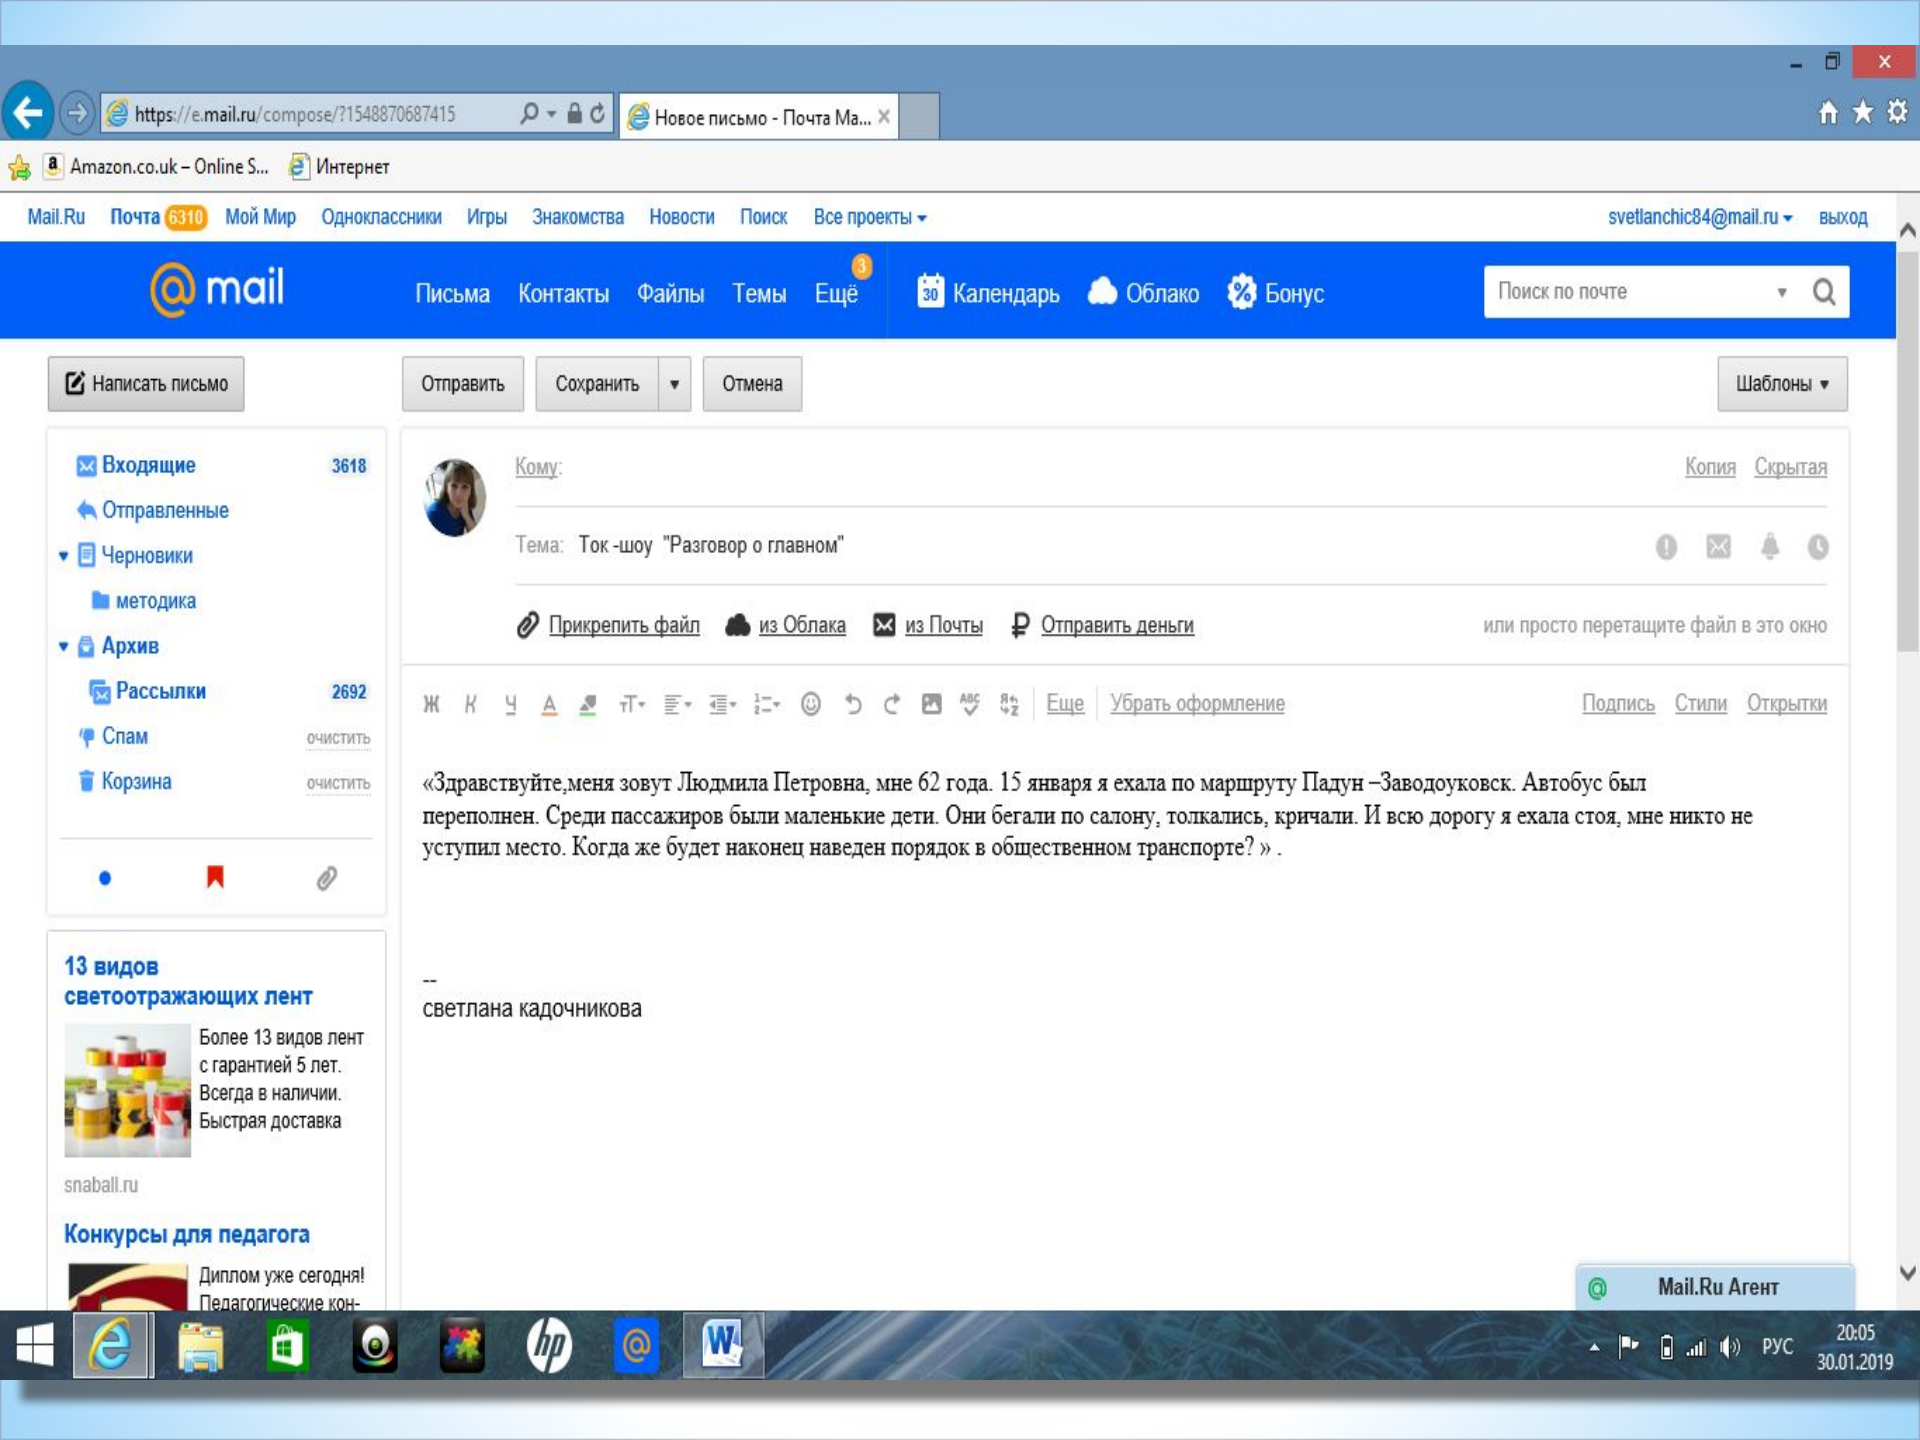 https://e.mail.ru/compose/?1548870687415
Новое письмо - Почта Ma...
Amazon.co.uk – Online S...
Интернет
Mail.Ru Почта 6310 Мой Мир Одноклассники Игры Знакомства Новости Поиск Все проекты
svetlanchic84@mail.ru выход
@ mail
Письма Контакты Файлы Темы Ещё 3
30 Календарь Облако % Бонус
Поиск по почте
Написать письмо
Отправить Сохранить Отмена
Шаблоны
Входящие 3618
Отправленные
Черновики
методика
Архив
Рассылки 2692
Спам очистить
Корзина очистить
Кому:
Копия Скрытая
Тема: Ток -шоу "Разговор о главном"
Прикрепить файл из Облака из Почты Отправить деньги
или просто перетащите файл в это окно
Ж К Ч А тТ ABC Еще Убрать оформление
Подпись Стили Открытки
«Здравствуйте,меня зовут Людмила Петровна, мне 62 года. 15 января я ехала по маршруту Падун –Заводоуковск. Автобус был
переполнен. Среди пассажиров были маленькие дети. Они бегали по салону, толкались, кричали. И всю дорогу я ехала стоя, мне никто не
уступил место. Когда же будет наконец наведен порядок в общественном транспорте? » .
--
светлана кадочникова
13 видов
светоотражающих лент
Более 13 видов лент
с гарантией 5 лет.
Всегда в наличии.
Быстрая доставка
snaball.ru
Конкурсы для педагога
Диплом уже сегодня!
Педагогические кон-
@ Mail.Ru Агент
hp
@
W
РУС
20:05
30.01.2019